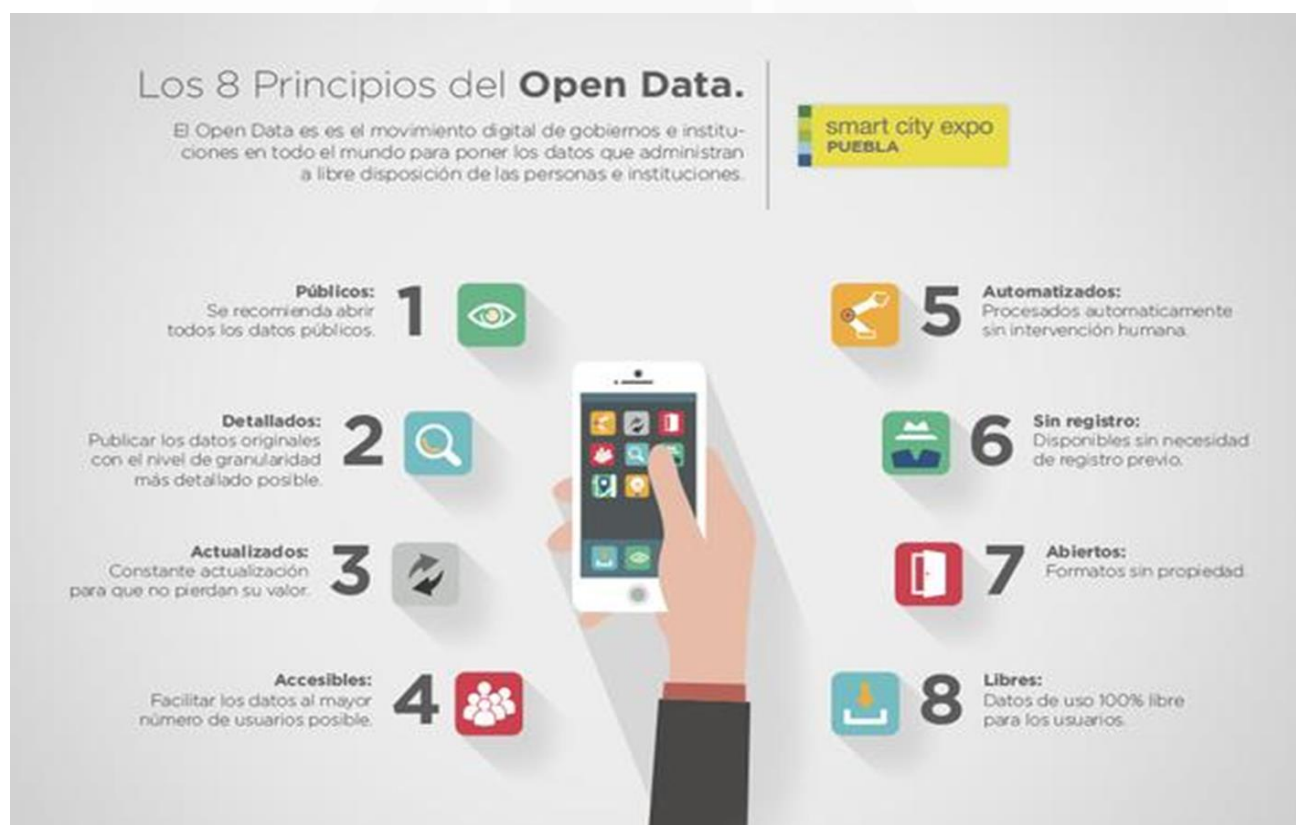 Los 8 Principios del Open Data.
El Open Data es es el movimiento digital de gobiernos e institu-
ciones en todo el mundo para poner los datos que administran
a libre disposición de las personas e instituciones.
smart city expo
PUEBLA
Públicos:
Se recomienda abrir
todos los datos públicos.
1
Detallados:
Publicar los datos originales
con el nivel de granularidad
más detallado posible.
2
Actualizados:
Constante actualización
para que no pierdan su valor.
3
Accesibles:
Facilitar los datos al mayor
número de usuarios posible.
4
5
Automatizados:
Procesados automaticamente
sin intervención humana.
6
Sin registro:
Disponibles sin necesidad
de registro previo.
7
Abiertos:
Formatos sin propiedad.
8
Libres:
Datos de uso 100% libre
para los usuarios.